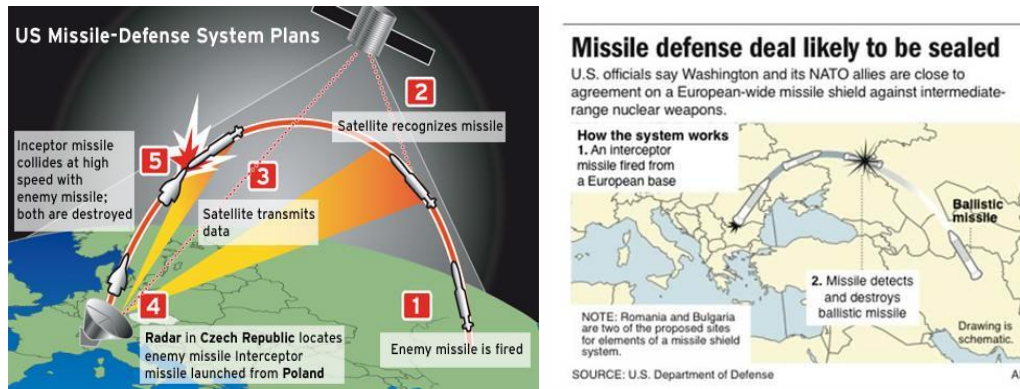 US Missile-Defense System Plans
2
Satellite recognizes missile
Inceptor missile
collides at high
speed with
enemy missile;
both are destroyed
5
3
Satellite transmits
data
4
Radar in Czech Republic locates
enemy missile Interceptor
missile launched from Poland
1
Enemy missile is fired
Missile defense deal likely to be sealed
U.S. officials say Washington and its NATO allies are close to
agreement on a European-wide missile shield against intermediate-
range nuclear weapons.
How the system works
1. An interceptor
missile fired from
a European base
Ballistic
missile
2. Missile detects
and destroys
ballistic missile
NOTE: Romania and Bulgaria
are two of the proposed sites
for elements of a missile shield
system.
Drawing is
schematic.
SOURCE: U.S. Department of Defense